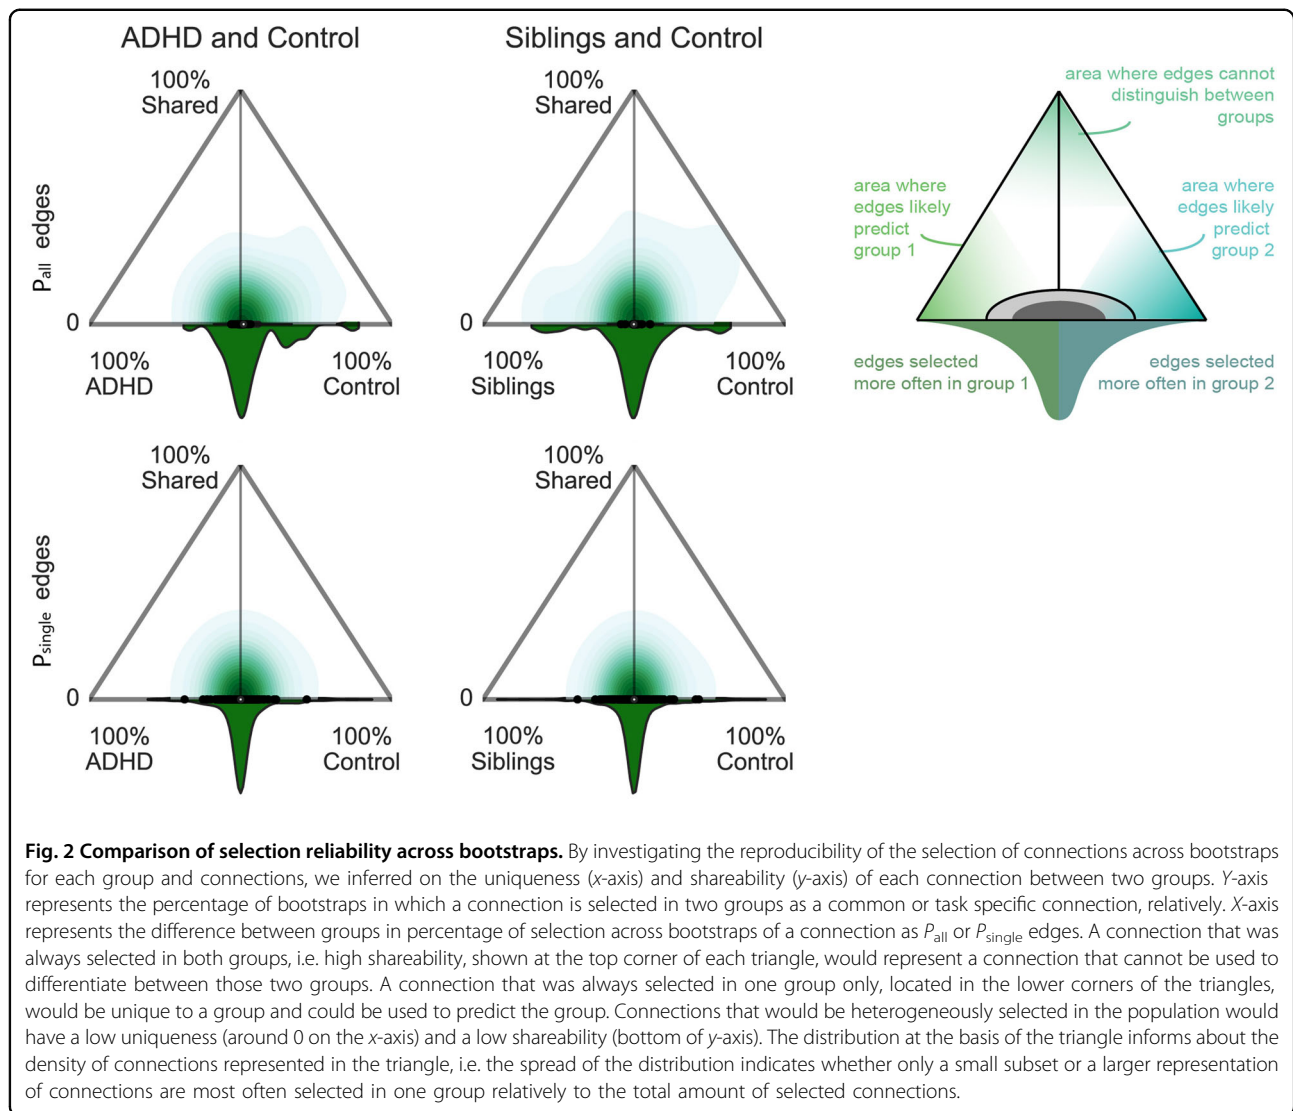 ADHD and Control
Siblings and Control
100%
Shared
100%
Shared
P_all edges
0
0
100%
ADHD
100%
Control
100%
Siblings
100%
Control
area where edges cannot
distinguish between
groups
area where
edges likely
predict
group 1
area where
edges likely
predict
group 2
edges selected
more often in group 1
edges selected
more often in group 2
100%
Shared
100%
Shared
P_single edges
0
0
100%
ADHD
100%
Control
100%
Siblings
100%
Control
Fig. 2 Comparison of selection reliability across bootstraps. By investigating the reproducibility of the selection of connections across bootstraps
for each group and connections, we inferred on the uniqueness (x-axis) and shareability (y-axis) of each connection between two groups. Y-axis
represents the percentage of bootstraps in which a connection is selected in two groups as a common or task specific connection, relatively. X-axis
represents the difference between groups in percentage of selection across bootstraps of a connection as P_all or P_single edges. A connection that was
always selected in both groups, i.e. high shareability, shown at the top corner of each triangle, would represent a connection that cannot be used to
differentiate between those two groups. A connection that was always selected in one group only, located in the lower corners of the triangles,
would be unique to a group and could be used to predict the group. Connections that would be heterogeneously selected in the population would
have a low uniqueness (around 0 on the x-axis) and a low shareability (bottom of y-axis). The distribution at the basis of the triangle informs about the
density of connections represented in the triangle, i.e. the spread of the distribution indicates whether only a small subset or a larger representation
of connections are most often selected in one group relatively to the total amount of selected connections.